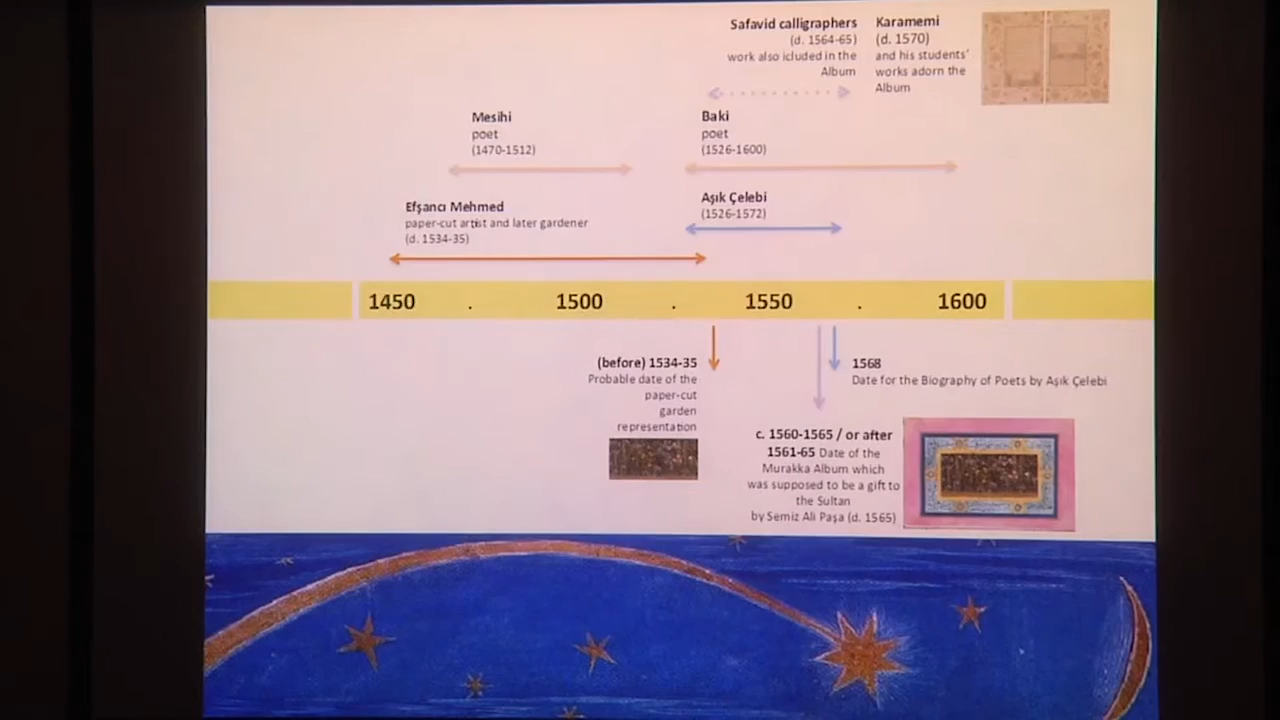 Safavid calligraphers
(d. 1564-65)
work also icluded in the
Album
Karamemi
(d. 1570)
and his students'
works adorn the
Album
Mesihi
poet
(1470-1512)
Baki
poet
(1526-1600)
Efşancı Mehmed
paper-cut artist and later gardener
(d. 1534-35)
Aşık Çelebi
(1526-1572)
1450 . 1500 . 1550 . 1600
(before) 1534-35
Probable date of the
paper-cut
garden
representation
1568
Date for the Biography of Poets by Aşık Çelebi
c. 1560-1565 / or after
1561-65 Date of the
Murakka Album which
was supposed to be a gift to
the Sultan
by Semiz Ali Paşa (d. 1565)